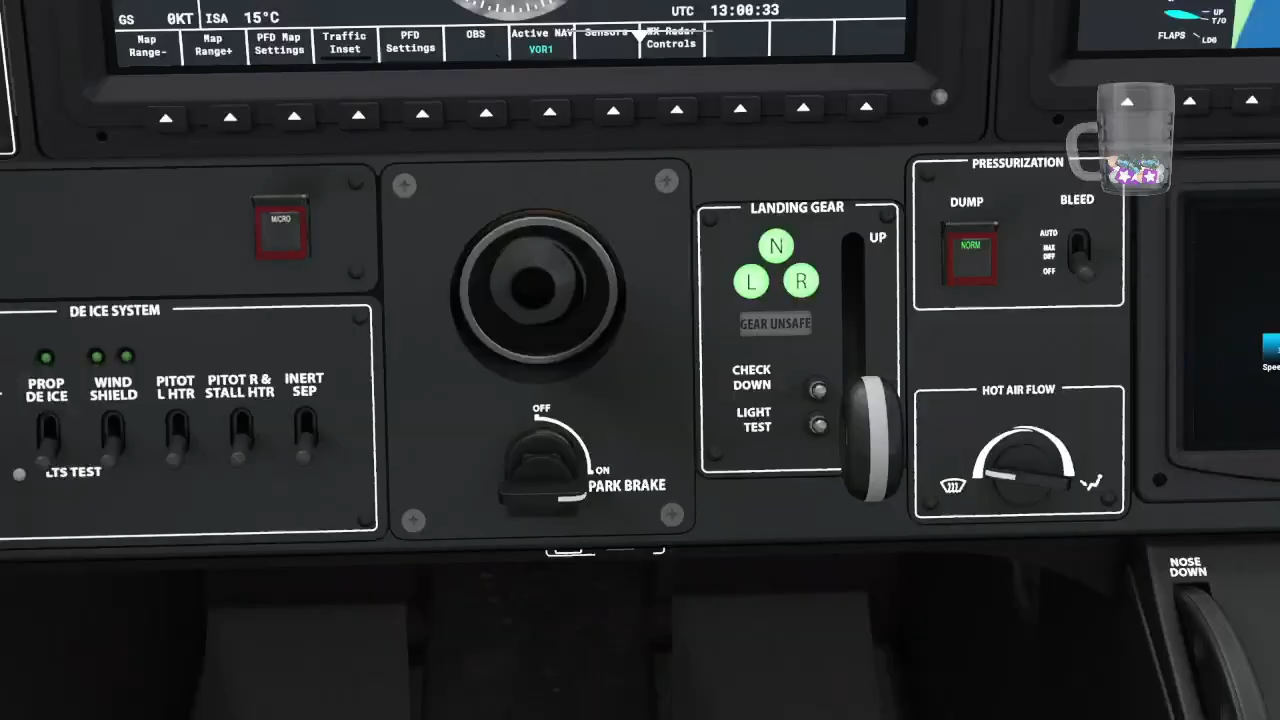 GS 0KT ISA 15°C
UTC 13:00:33
Map Range-
Map Range+
PFD Map Settings
Traffic Inset
PFD Settings
OBS
Active NAV
VOR1
Sensors
WX Radar Controls
UP
T/O
FLAPS
LDG
MICRO
DE ICE SYSTEM
PROP DE ICE
WIND SHIELD
PITOT L HTR
PITOT R & STALL HTR
INERT SEP
LTS TEST
OFF
ON
PARK BRAKE
LANDING GEAR
UP
N
L
R
GEAR UNSAFE
CHECK DOWN
LIGHT TEST
PRESSURIZATION
DUMP
NORM
BLEED
AUTO
MAX DIFF
OFF
HOT AIR FLOW
NOSE DOWN